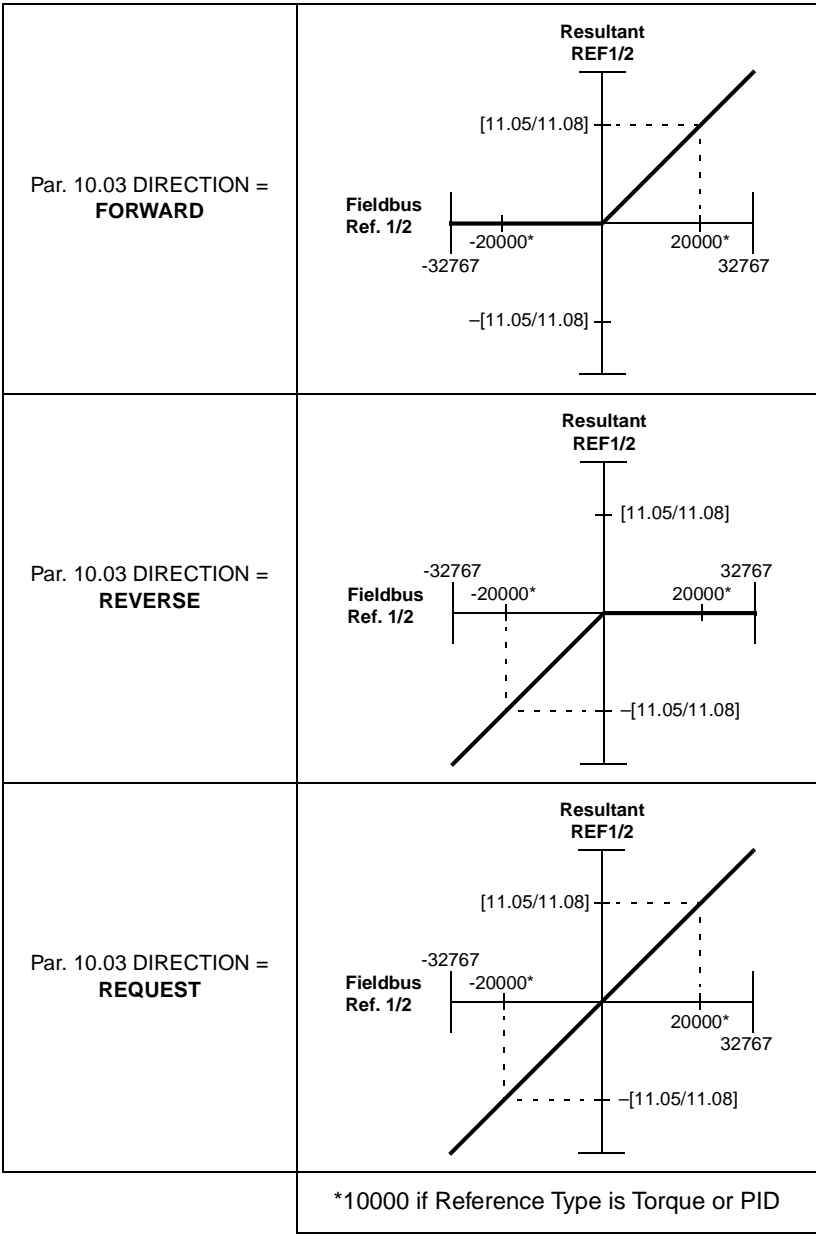 Par. 10.03 DIRECTION =
FORWARD
Resultant
REF1/2
[11.05/11.08]
Fieldbus
Ref. 1/2
-20000*
20000*
-32767
32767
–[11.05/11.08]
Par. 10.03 DIRECTION =
REVERSE
Resultant
REF1/2
[11.05/11.08]
-32767
32767
Fieldbus
Ref. 1/2
-20000*
20000*
–[11.05/11.08]
Par. 10.03 DIRECTION =
REQUEST
Resultant
REF1/2
[11.05/11.08]
-32767
Fieldbus
Ref. 1/2
-20000*
20000*
32767
–[11.05/11.08]
*10000 if Reference Type is Torque or PID